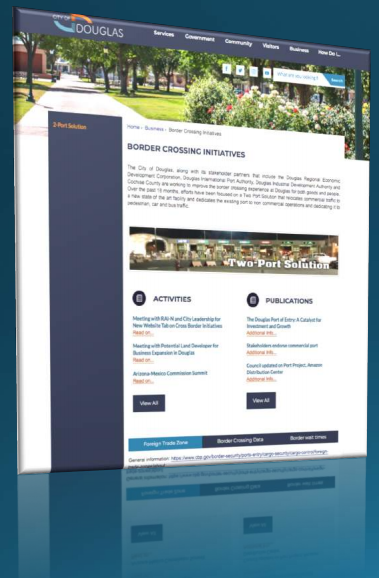 CITY OF DOUGLAS
Services Government Community Visitors Business How Do I...
What are you looking? Search
2-Port Solution
Home - Business - Border Crossing Initiatives
BORDER CROSSING INITIATIVES
The City of Douglas, along with its stakeholder partners that include the Douglas Regional Economic
Development Corporation, Douglas International Port Authority, Douglas Industrial Development Authority and
Cochise County are working to improve the border crossing experience at Douglas for both goods and people.
Over the past 18 months, efforts have been focused on a Two Port Solution that relocates commercial traffic to
a new state of the art facility and dedicates the existing port to non commercial operations and dedicating it to
pedestrian, car and bus traffic.
Two-Port Solution
ACTIVITIES
Meeting with RAI-N and City Leadership for
New Website Tab on Cross Border Initiatives
Read on...
Meeting with Potential Land Developer for
Business Expansion in Douglas
Read on...
Arizona-Mexico Commission Summit
Read on...
View All
PUBLICATIONS
The Douglas Port of Entry: A Catalyst for
Investment and Growth
Additional Info...
Stakeholders endorse commercial port
Additional Info...
Council updated on Port Project, Amazon
Distribution Center
Additional Info...
View All
Foreign Trade Zone Border Crossing Data Border wait times
General information: https://www.cbp.gov/border-security/ports-entry/cargo-security/cargo-control/foreign-